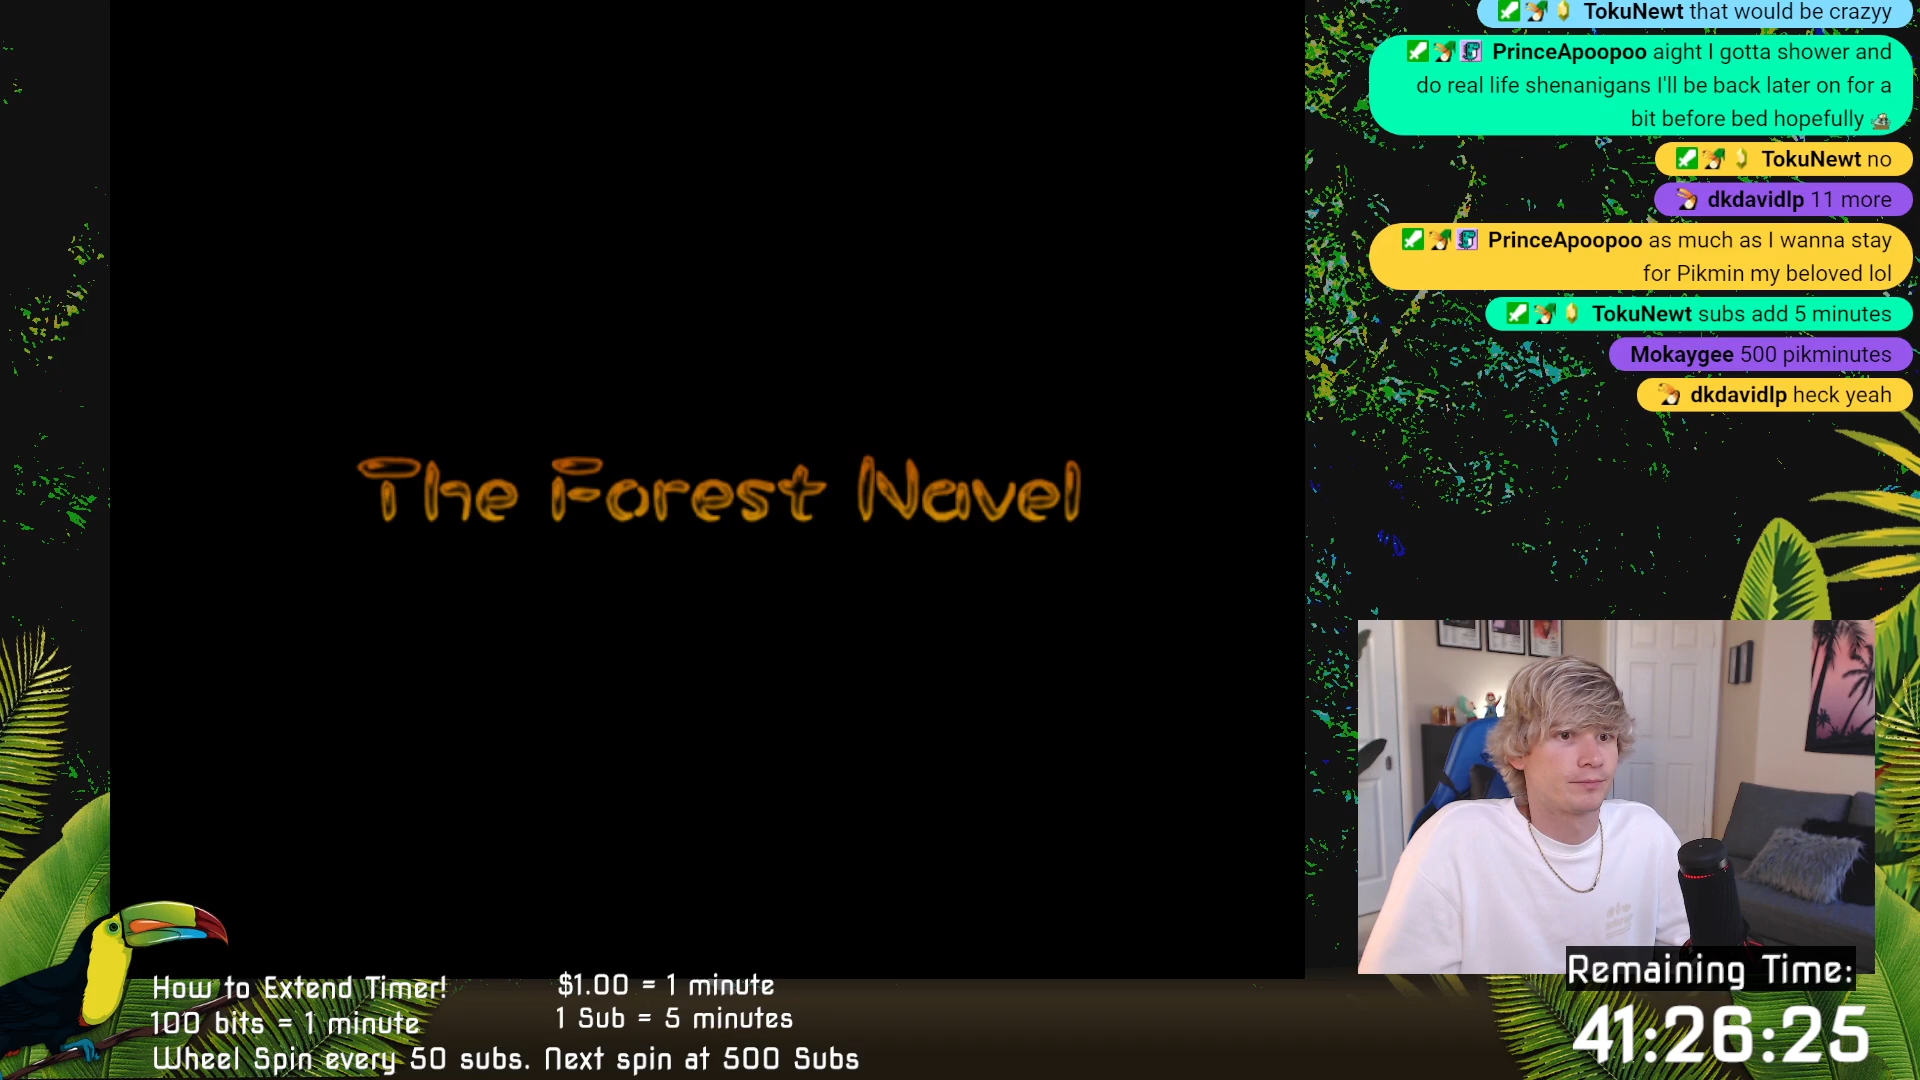 TokuNewt that would be crazyy
PrinceApoopoo aight I gotta shower and
do real life shenanigans I'll be back later on for a
bit before bed hopefully
TokuNewt no
dkdavidlp 11 more
PrinceApoopoo as much as I wanna stay
for Pikmin my beloved lol
TokuNewt subs add 5 minutes
Mokaygee 500 pikminutes
dkdavidlp heck yeah
The Forest Navel
How to Extend Timer!
$1.00 = 1 minute
100 bits = 1 minute
1 Sub = 5 minutes
Wheel Spin every 50 subs. Next spin at 500 Subs
Remaining Time:
41:26:25